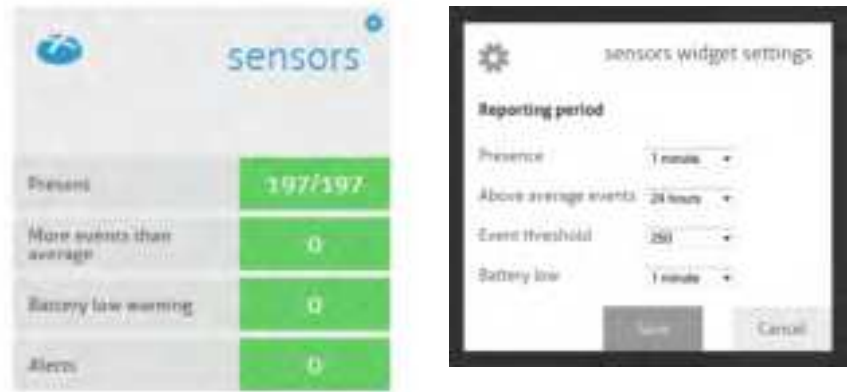 sensors
Present
197/197
More events than
average
0
Battery low warning
0
Alerts
0
sensors widget settings
Reporting period
Presence
1 minute
Above average events
24 hours
Event threshold
250
Battery low
1 minute
Save
Cancel